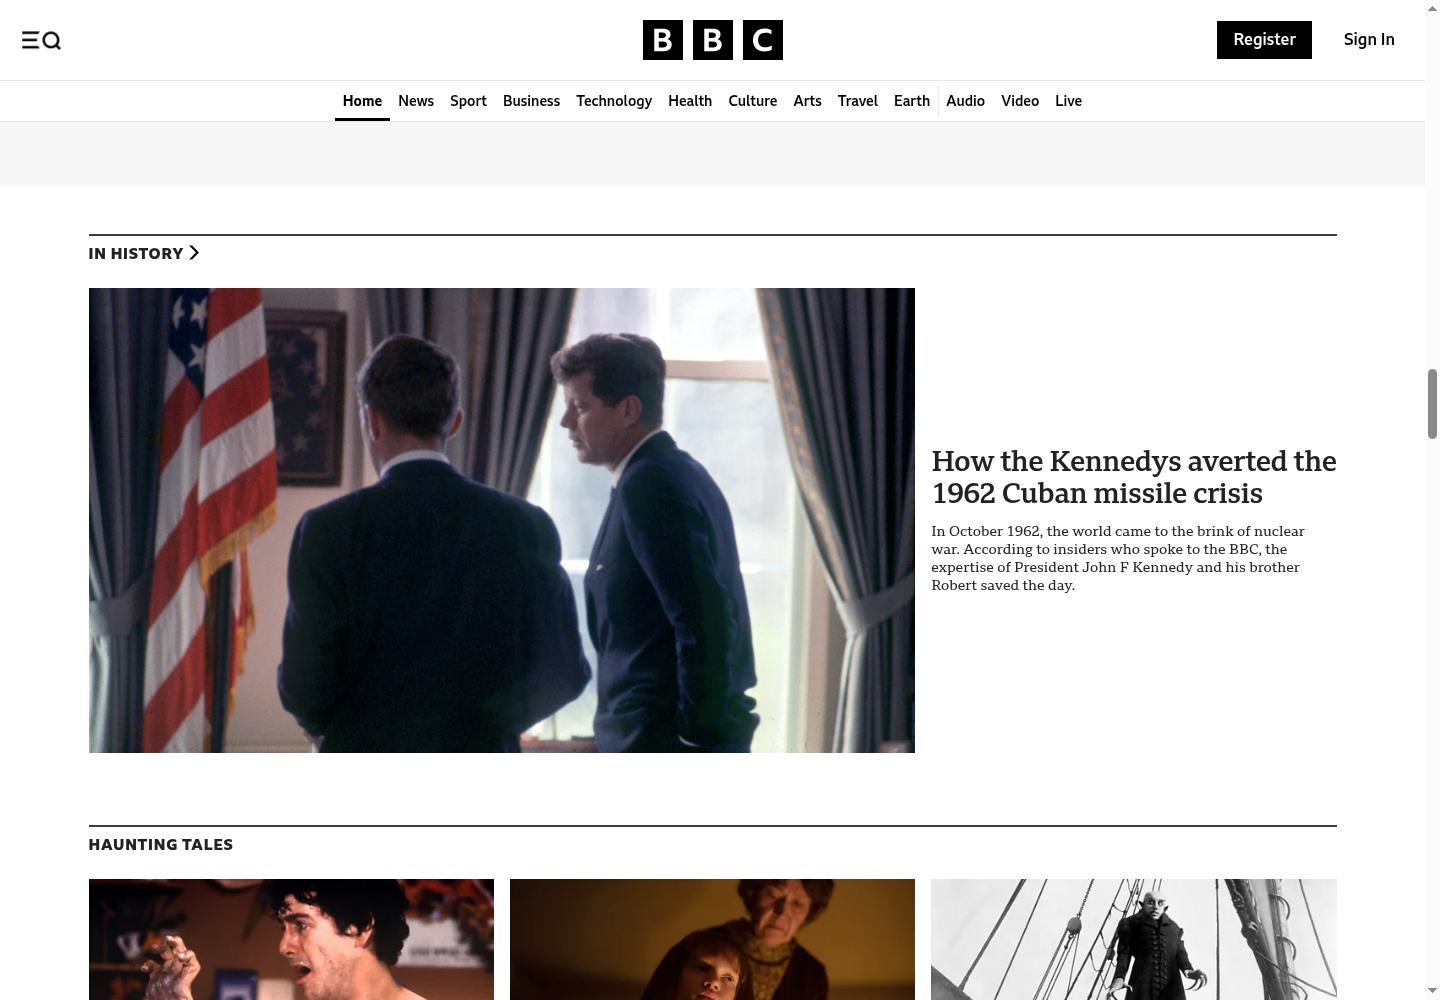 BBC
Register
Sign In
Home
News
Sport
Business
Technology
Health
Culture
Arts
Travel
Earth
Audio
Video
Live
IN HISTORY
How the Kennedys averted the
1962 Cuban missile crisis
In October 1962, the world came to the brink of nuclear
war. According to insiders who spoke to the BBC, the
expertise of President John F Kennedy and his brother
Robert saved the day.
HAUNTING TALES